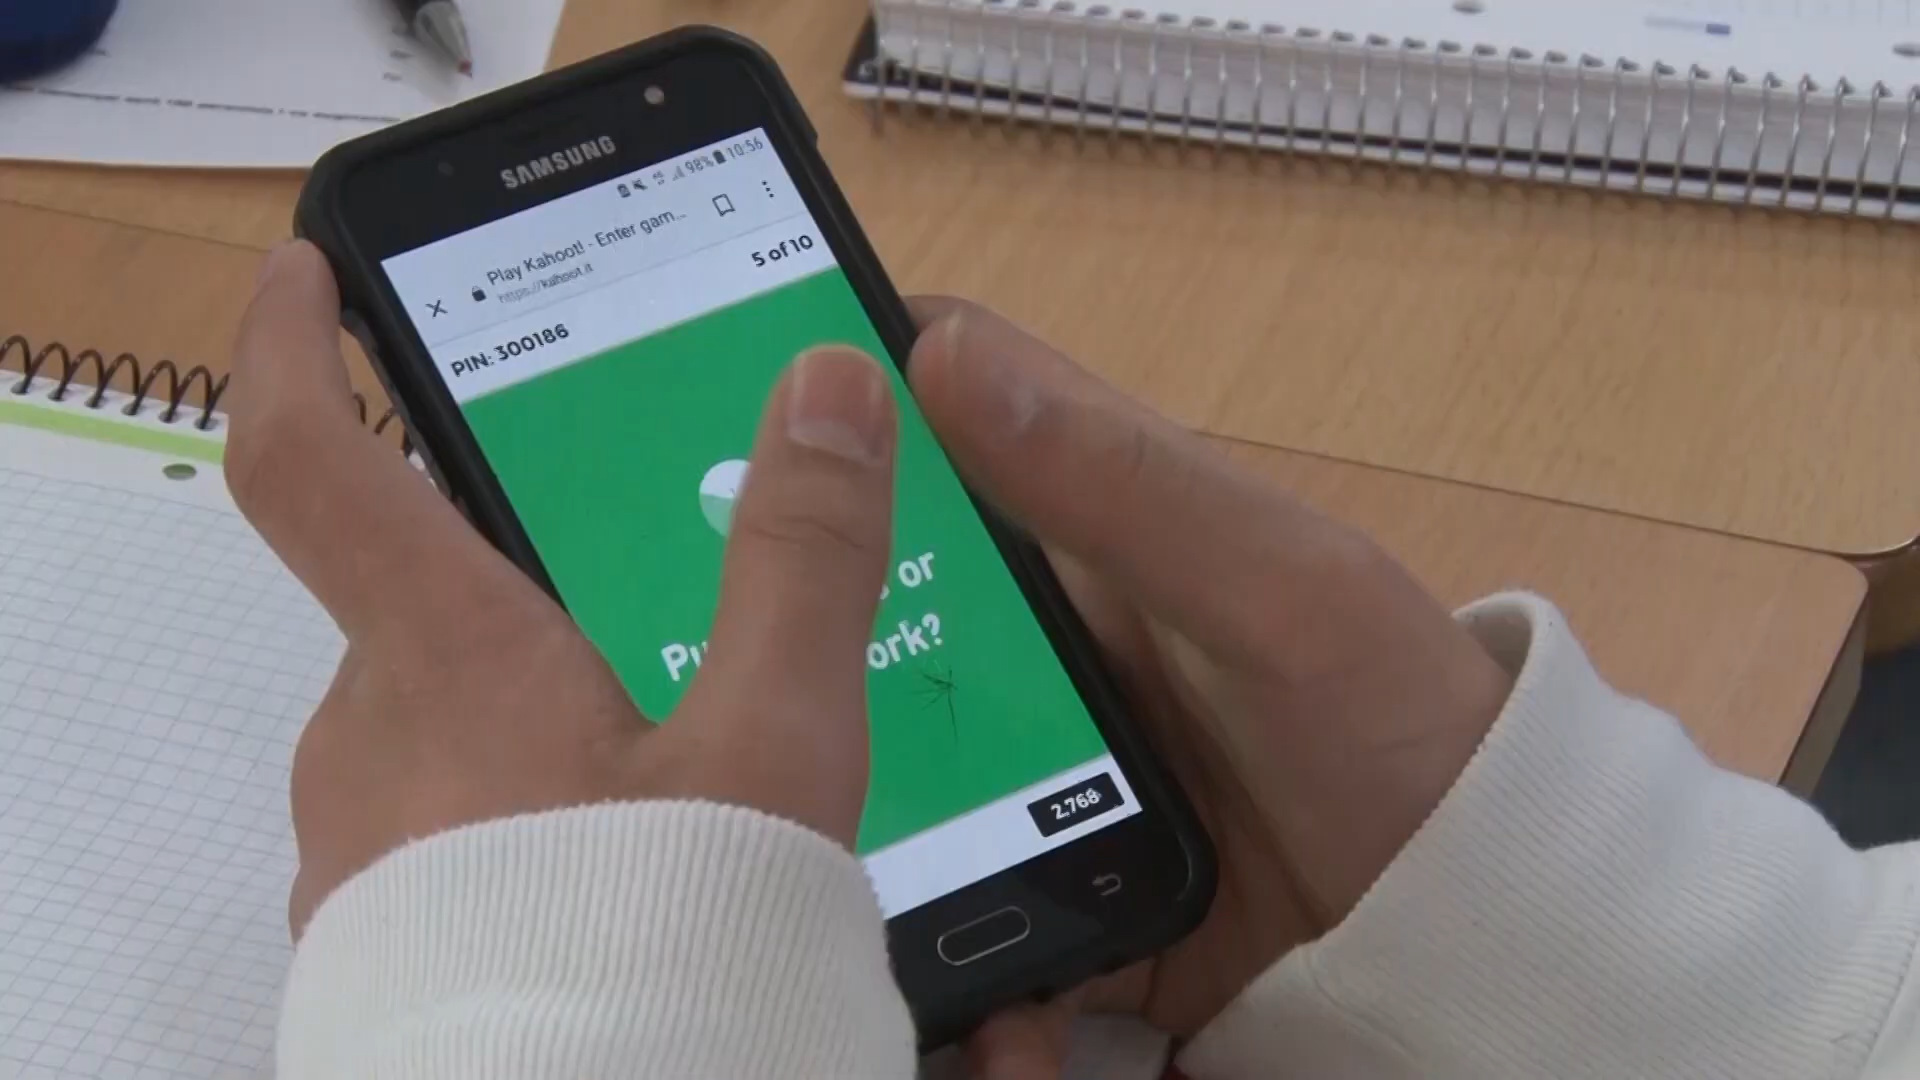 SAMSUNG
98% 10:56
Play Kahoot! - Enter gam...
https://kahoot.it
PIN: 300186
5 of 10
or
Pu ork?
2,768